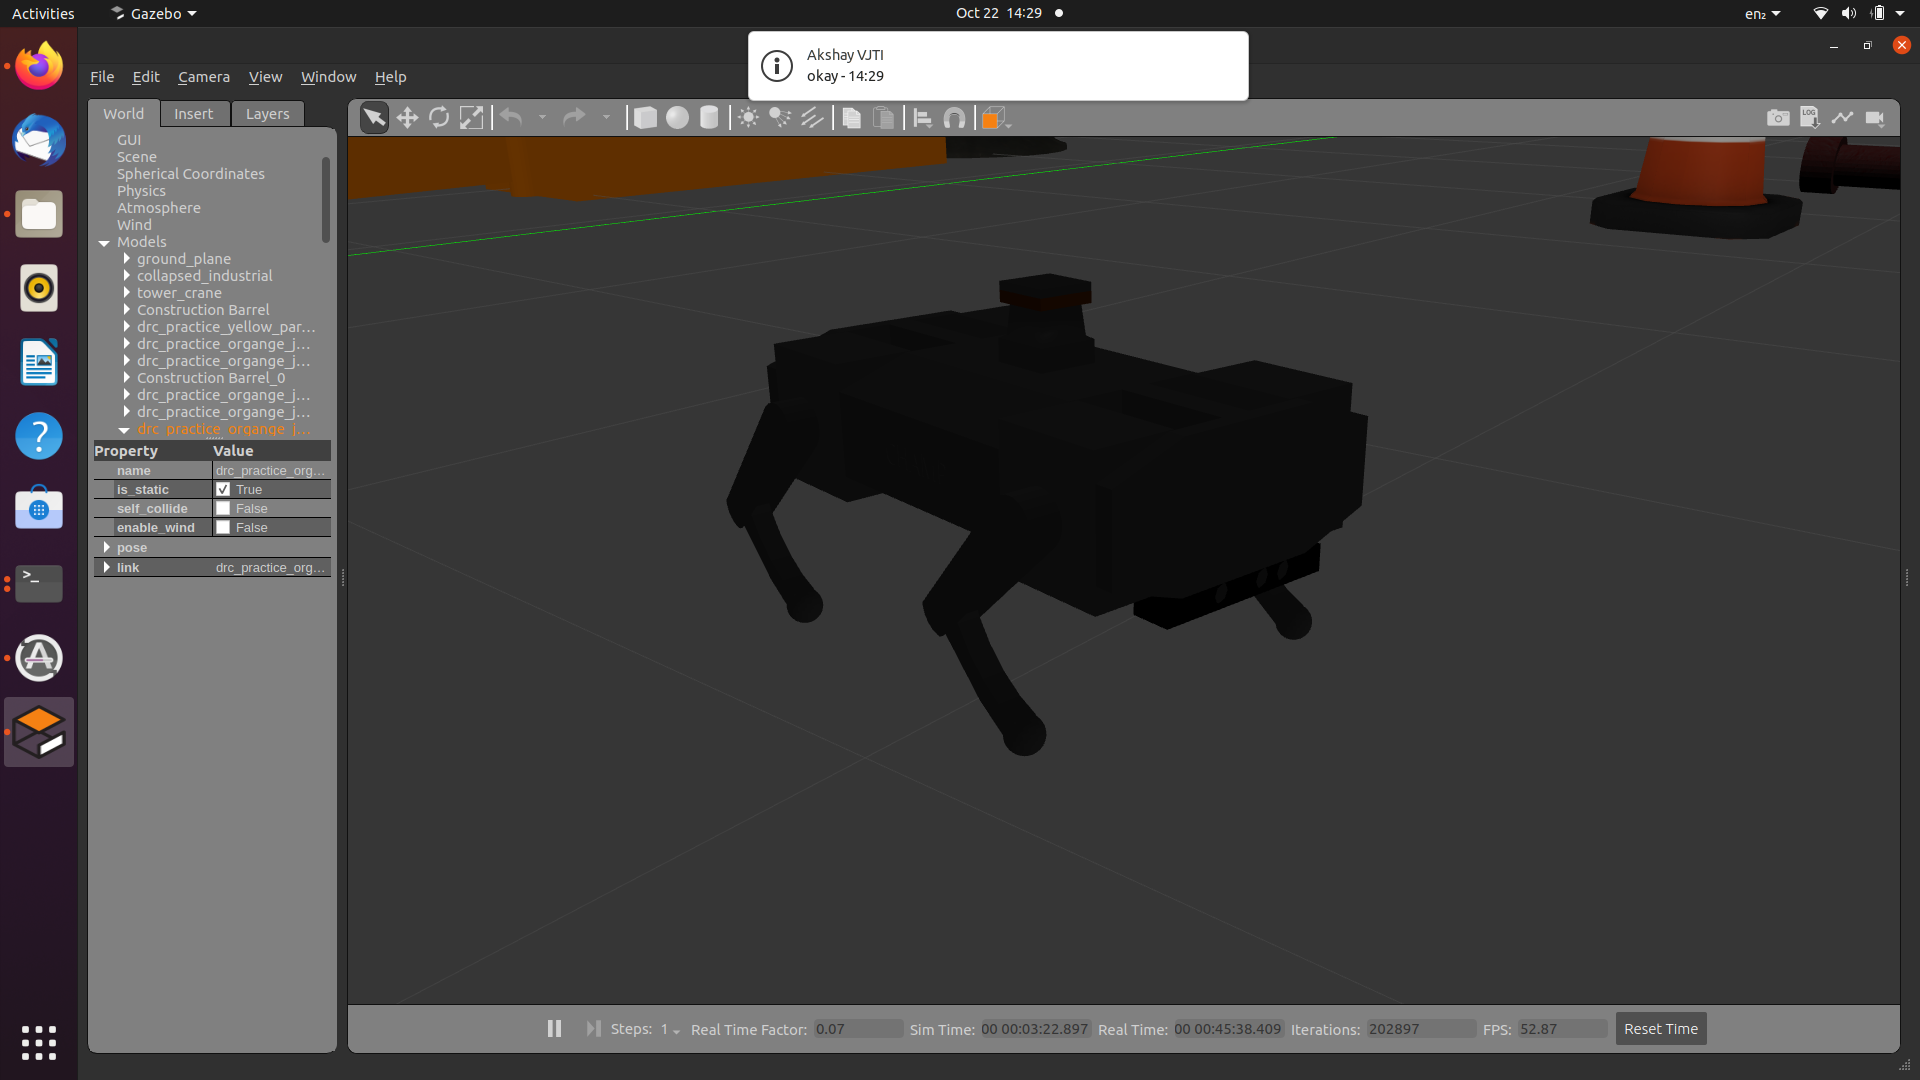 Activities
Gazebo
Oct 22 14:29
en₂
Akshay VJTI
okay - 14:29
File Edit Camera View Window Help
World Insert Layers
GUI
Scene
Spherical Coordinates
Physics
Atmosphere
Wind
Models
ground_plane
collapsed_industrial
tower_crane
Construction Barrel
drc_practice_yellow_par...
drc_practice_organge_j...
drc_practice_organge_j...
Construction Barrel_0
drc_practice_organge_j...
drc_practice_organge_j...
drc_practice_organge_j...
Property Value
name drc_practice_org...
is_static True
self_collide False
enable_wind False
pose
link drc_practice_org...
LOG
Steps: 1 Real Time Factor: 0.07 Sim Time: 00 00:03:22.897 Real Time: 00 00:45:38.409 Iterations: 202897 FPS: 52.87 Reset Time